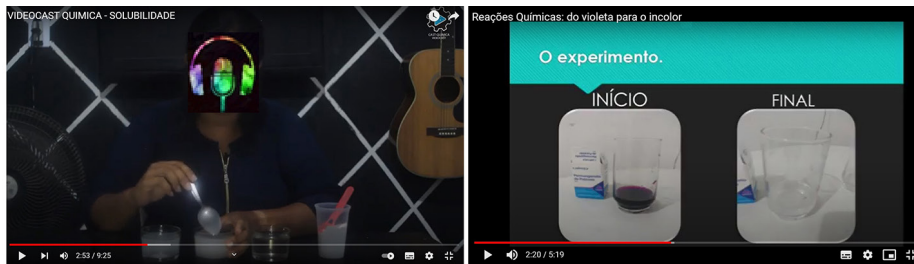 VIDEOCAST QUIMICA - SOLUBILIDADE
2:53 / 9:25
Reações Químicas: do violeta para o incolor
O experimento.
INÍCIO
FINAL
2:20 / 5:19